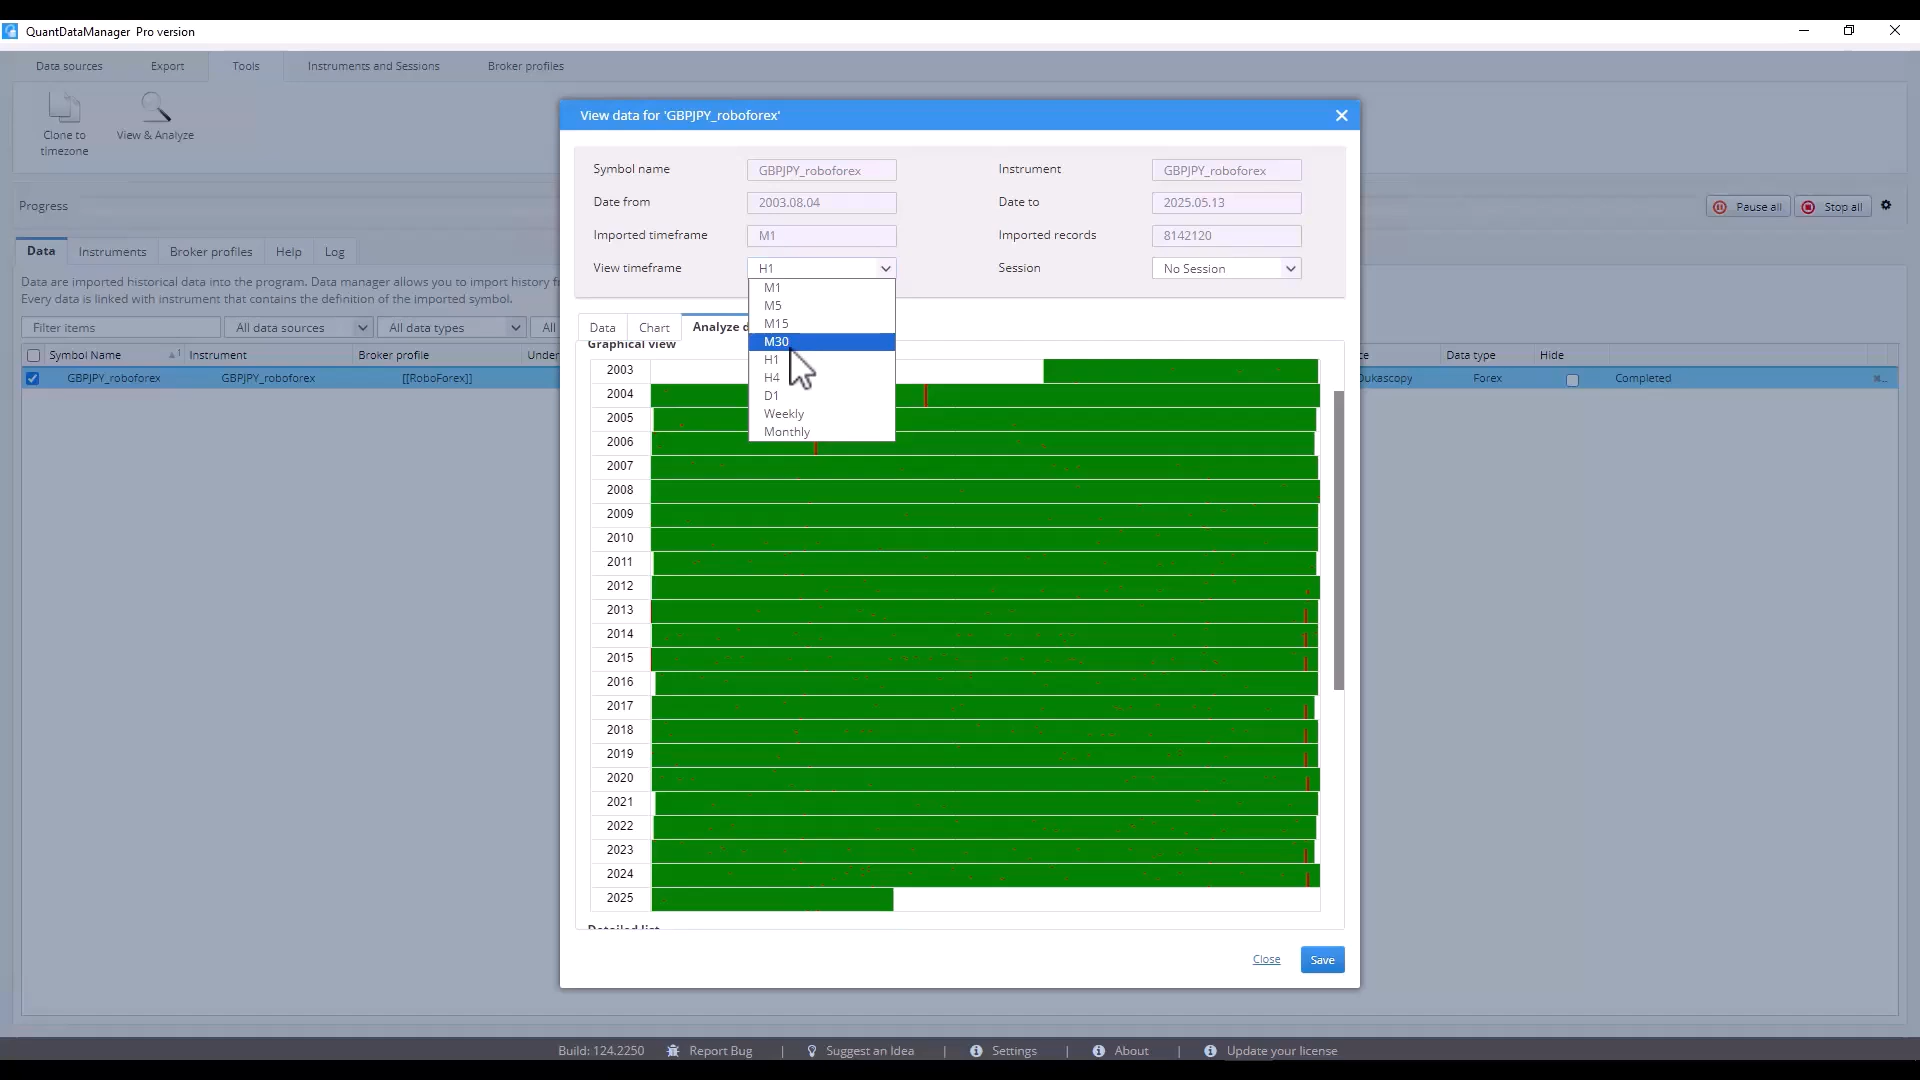 QuantDataManager Pro version
Data sources Export Tools Instruments and Sessions Broker profiles
Clone to timezone
View & Analyze
Progress
Pause all Stop all
Data Instruments Broker profiles Help Log
Data are imported historical data into the program. Data manager allows you to import history f
Every data is linked with instrument that contains the definition of the imported symbol.
Filter items All data sources All data types All
Symbol Name 1 Instrument Broker profile Under Data type Hide
GBPJPY_roboforex GBPJPY_roboforex [[RoboForex]] Dukascopy Forex Completed
View data for 'GBPJPY_roboforex'
Symbol name GBPJPY_roboforex Instrument GBPJPY_roboforex
Date from 2003.08.04 Date to 2025.05.13
Imported timeframe M1 Imported records 8142120
View timeframe H1 Session No Session
M1
M5
M15
M30
H1
H4
D1
Weekly
Monthly
Data Chart Analyze d
Graphical view
2003
2004
2005
2006
2007
2008
2009
2010
2011
2012
2013
2014
2015
2016
2017
2018
2019
2020
2021
2022
2023
2024
2025
Detailed list
Close Save
Build: 124.2250 Report Bug | Suggest an Idea | Settings | About | Update your license